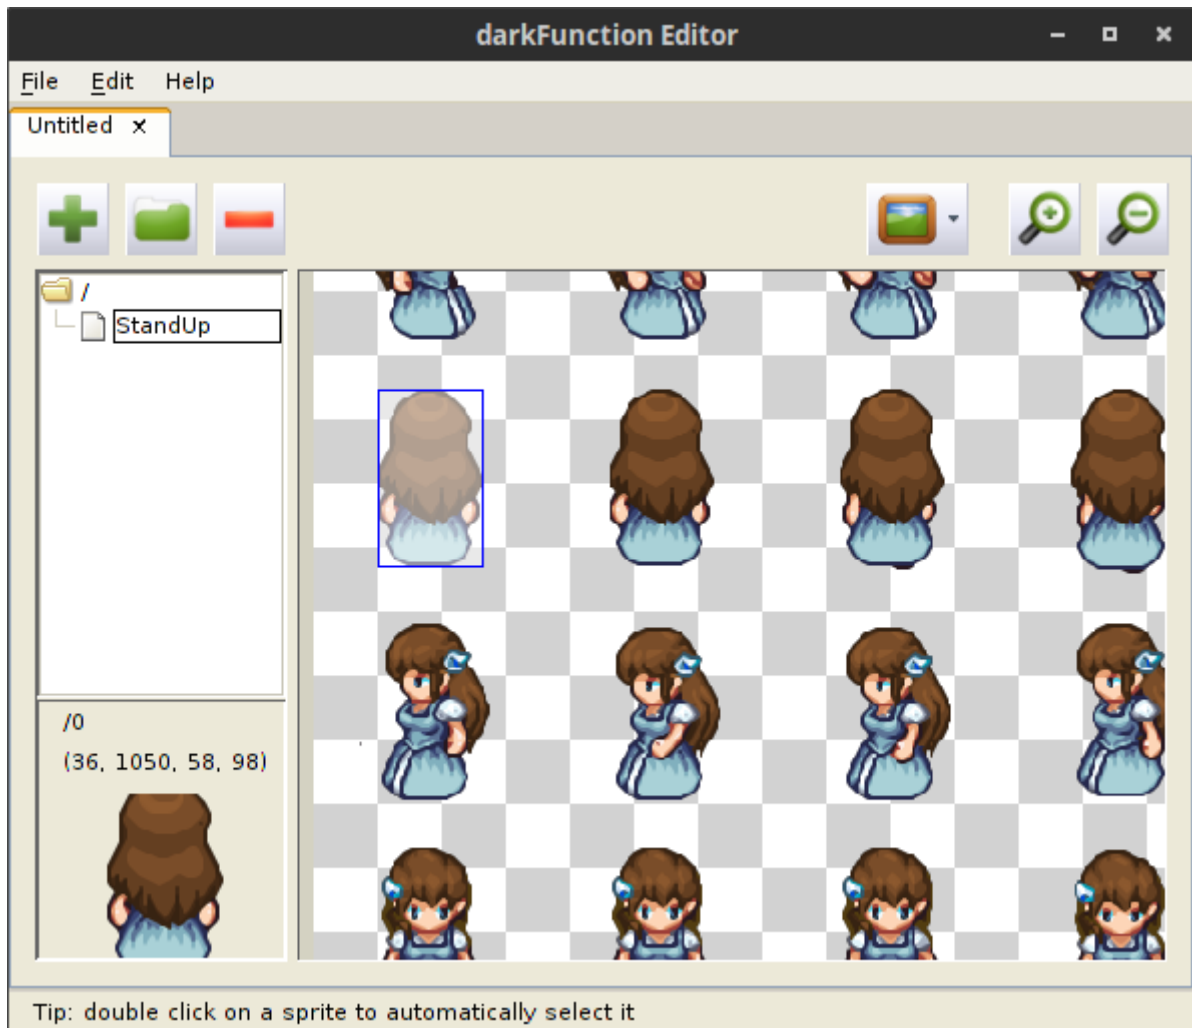 darkFunction Editor
File Edit Help
Untitled x
/
StandUp
/0
(36, 1050, 58, 98)
Tip: double click on a sprite to automatically select it